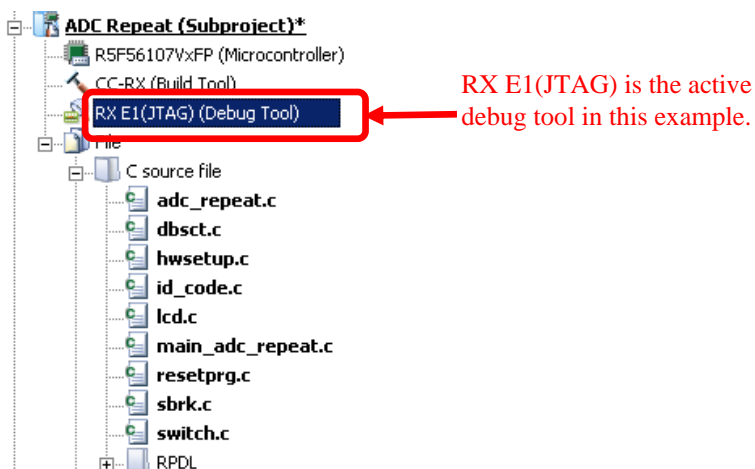 ADC Repeat (Subproject)*
R5F56107VxFP (Microcontroller)
CC-RX (Build Tool)
RX E1(JTAG) (Debug Tool)
RX E1(JTAG) is the active
debug tool in this example.
File
C source file
adc_repeat.c
dbsct.c
hwsetup.c
id_code.c
lcd.c
main_adc_repeat.c
resetprg.c
sbrk.c
switch.c
RPDL